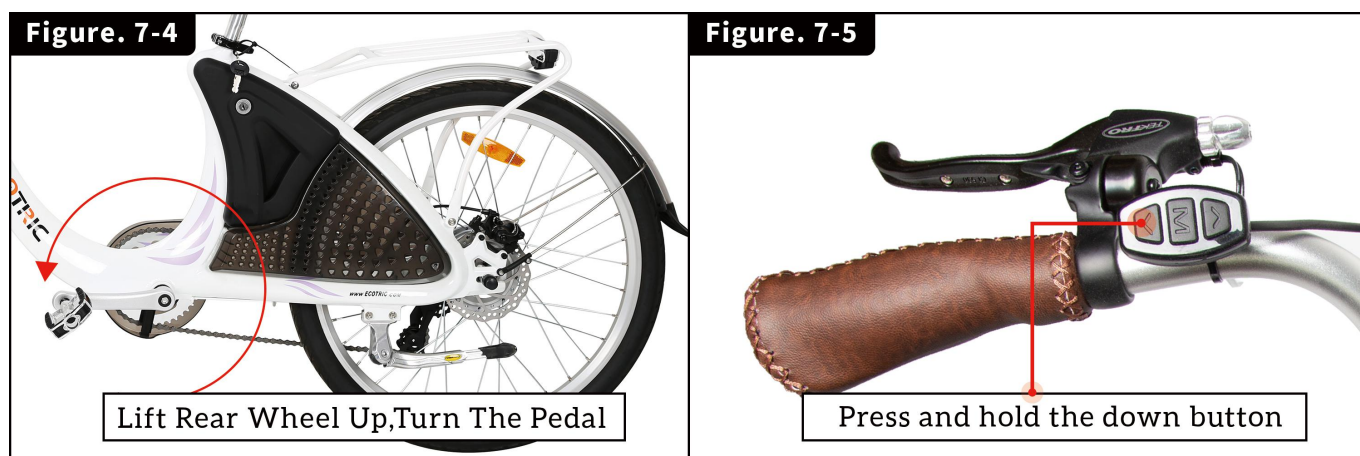 Figure. 7-4
OTRIC
www.ECOTRIC.COM
Lift Rear Wheel Up,Turn The Pedal
Figure. 7-5
TEKTRO
M
Press and hold the down button